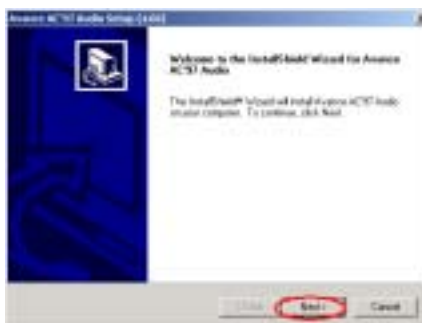 Avance AC'97 Audio Setup
Welcome to the InstallShield Wizard for Avance
AC'97 Audio
The InstallShield® Wizard will install Avance AC'97 Audio
on your computer. To continue, click Next.
Next >
Cancel